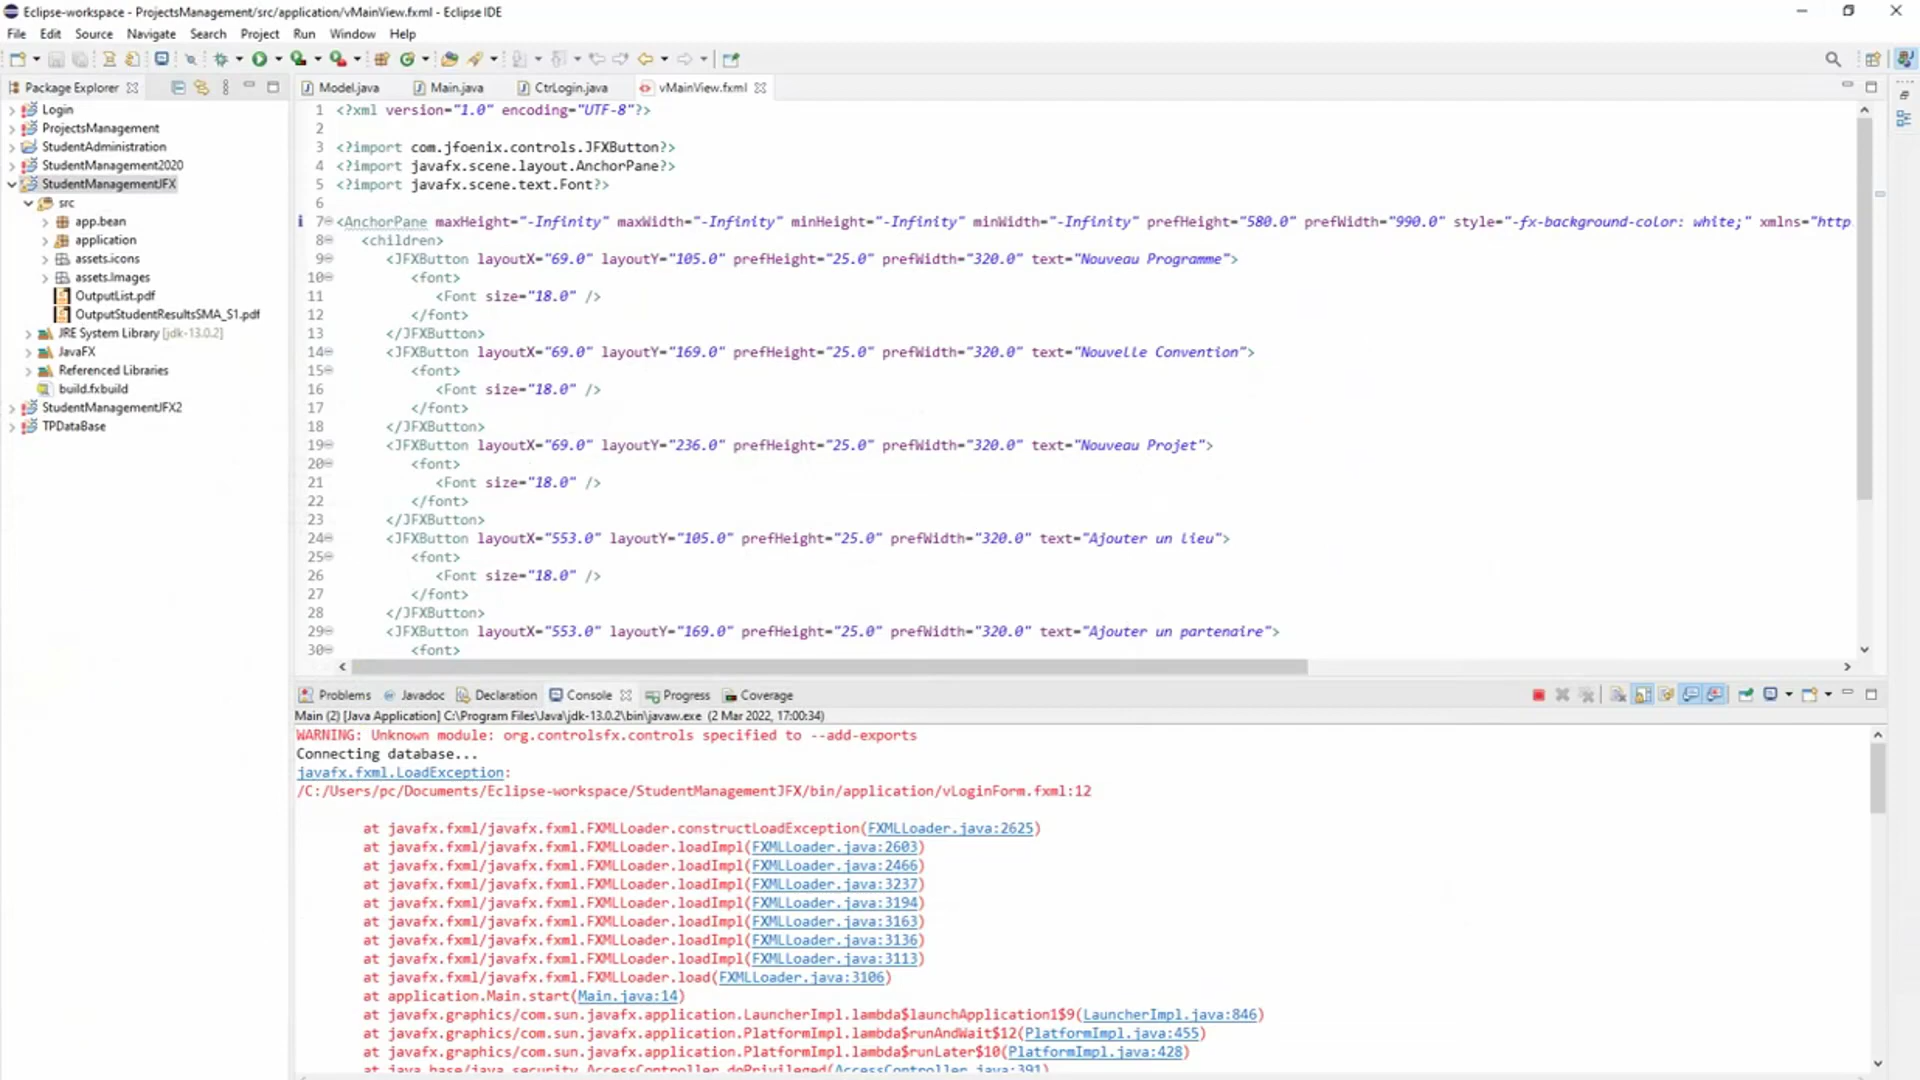 Eclipse-workspace - ProjectsManagement/src/application/vMainView.fxml - Eclipse IDE
File Edit Source Navigate Search Project Run Window Help
Package Explorer
Model.java Main.java CtrLogin.java vMainView.fxml
Login
ProjectsManagement
StudentAdministration
StudentManagement2020
StudentManagementJFX
src
app.bean
application
assets.icons
assets.Images
OutputList.pdf
OutputStudentResultsSMA_S1.pdf
JRE System Library [jdk-13.0.2]
JavaFX
Referenced Libraries
build.fxbuild
StudentManagementJFX2
TPDataBase
1 <?xml version="1.0" encoding="UTF-8"?>
2
3 <?import com.jfoenix.controls.JFXButton?>
4 <?import javafx.scene.layout.AnchorPane?>
5 <?import javafx.scene.text.Font?>
6
7 <AnchorPane maxHeight="-Infinity" maxWidth="-Infinity" minHeight="-Infinity" minWidth="-Infinity" prefHeight="580.0" prefWidth="990.0" style="-fx-background-color: white;" xmlns="http
8 <children>
9 <JFXButton layoutX="69.0" layoutY="105.0" prefHeight="25.0" prefWidth="320.0" text="Nouveau Programme">
10 <font>
11 <Font size="18.0" />
12 </font>
13 </JFXButton>
14 <JFXButton layoutX="69.0" layoutY="169.0" prefHeight="25.0" prefWidth="320.0" text="Nouvelle Convention">
15 <font>
16 <Font size="18.0" />
17 </font>
18 </JFXButton>
19 <JFXButton layoutX="69.0" layoutY="236.0" prefHeight="25.0" prefWidth="320.0" text="Nouveau Projet">
20 <font>
21 <Font size="18.0" />
22 </font>
23 </JFXButton>
24 <JFXButton layoutX="553.0" layoutY="105.0" prefHeight="25.0" prefWidth="320.0" text="Ajouter un lieu">
25 <font>
26 <Font size="18.0" />
27 </font>
28 </JFXButton>
29 <JFXButton layoutX="553.0" layoutY="169.0" prefHeight="25.0" prefWidth="320.0" text="Ajouter un partenaire">
30 <font>
Problems Javadoc Declaration Console Progress Coverage
Main (2) [Java Application] C:\Program Files\Java\jdk-13.0.2\bin\javaw.exe (2 Mar 2022, 17:00:34)
WARNING: Unknown module: org.controlsfx.controls specified to --add-exports
Connecting database...
javafx.fxml.LoadException:
/C:/Users/pc/Documents/Eclipse-workspace/StudentManagementJFX/bin/application/vLoginForm.fxml:12
at javafx.fxml/javafx.fxml.FXMLLoader.constructLoadException(FXMLLoader.java:2625)
at javafx.fxml/javafx.fxml.FXMLLoader.loadImpl(FXMLLoader.java:2603)
at javafx.fxml/javafx.fxml.FXMLLoader.loadImpl(FXMLLoader.java:2466)
at javafx.fxml/javafx.fxml.FXMLLoader.loadImpl(FXMLLoader.java:3237)
at javafx.fxml/javafx.fxml.FXMLLoader.loadImpl(FXMLLoader.java:3194)
at javafx.fxml/javafx.fxml.FXMLLoader.loadImpl(FXMLLoader.java:3163)
at javafx.fxml/javafx.fxml.FXMLLoader.loadImpl(FXMLLoader.java:3136)
at javafx.fxml/javafx.fxml.FXMLLoader.loadImpl(FXMLLoader.java:3113)
at javafx.fxml/javafx.fxml.FXMLLoader.load(FXMLLoader.java:3106)
at application.Main.start(Main.java:14)
at javafx.graphics/com.sun.javafx.application.LauncherImpl.lambda$launchApplication1$9(LauncherImpl.java:846)
at javafx.graphics/com.sun.javafx.application.PlatformImpl.lambda$runAndWait$12(PlatformImpl.java:455)
at javafx.graphics/com.sun.javafx.application.PlatformImpl.lambda$runLater$10(PlatformImpl.java:428)
at java.base/java.security.AccessController.doPrivileged(AccessController.java:391)